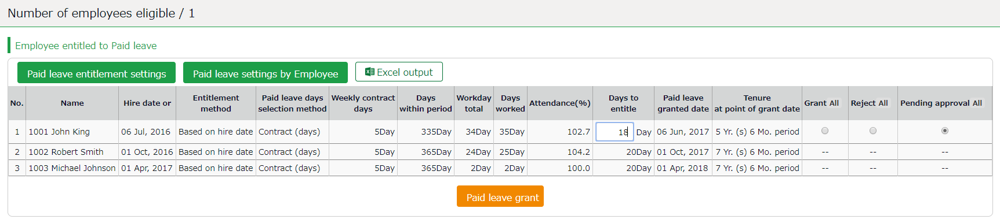 Number of employees eligible / 1
Employee entitled to Paid leave
Paid leave entitlement settings Paid leave settings by Employee Excel output
No. Name Hire date or Entitlement method Paid leave days selection method Weekly contract days Days within period Workday total Days worked Attendance(%) Days to entitle Paid leave granted date Tenure at point of grant date Grant All Reject All Pending approval All
1 1001 John King 06 Jul, 2016 Based on hire date Contract (days) 5Day 335Day 34Day 35Day 102.7 18 Day 06 Jun, 2017 5 Yr. (s) 6 Mo. period
2 1002 Robert Smith 01 Oct, 2016 Based on hire date Contract (days) 5Day 365Day 24Day 25Day 104.2 20Day 01 Oct, 2017 7 Yr. (s) 6 Mo. period -- -- --
3 1003 Michael Johnson 01 Apr, 2017 Based on hire date Contract (days) 5Day 365Day 2Day 2Day 100.0 20Day 01 Apr, 2018 7 Yr. (s) 6 Mo. period -- -- --
Paid leave grant